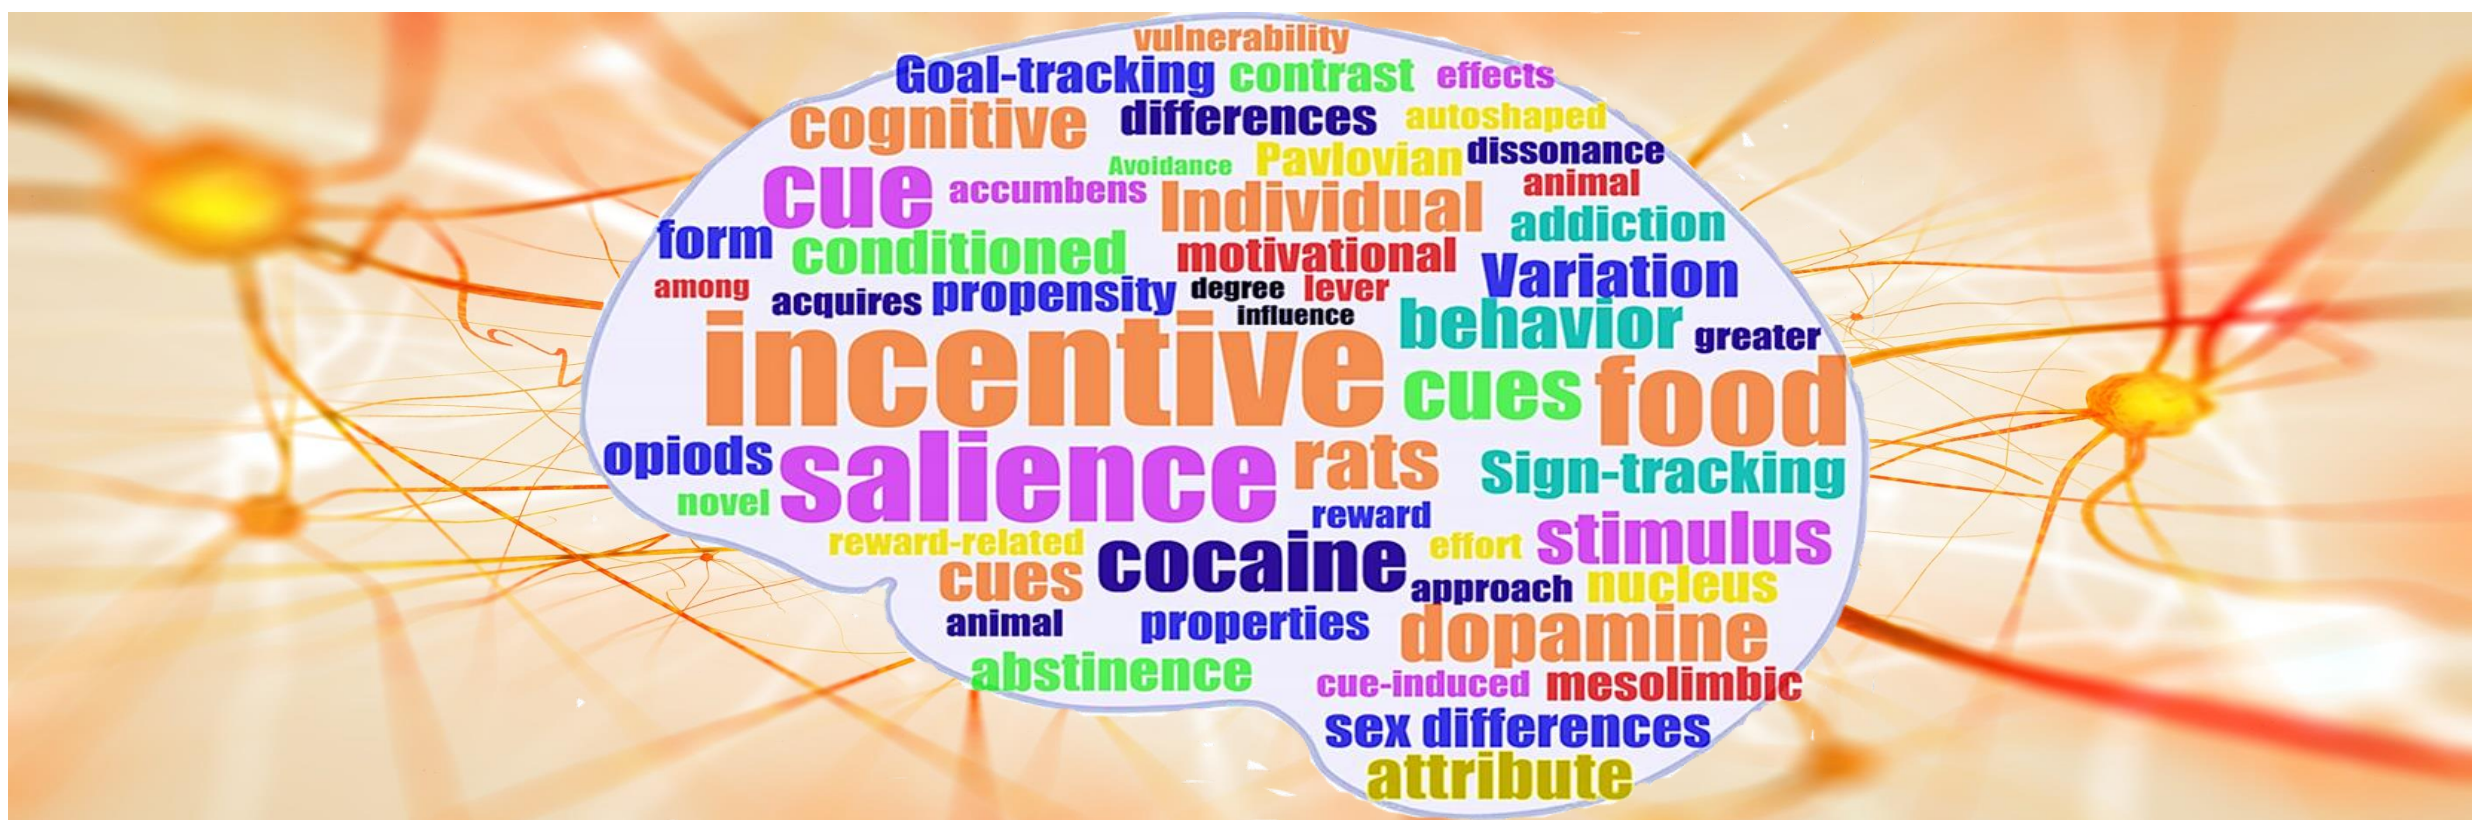 vulnerability
Goal-tracking contrast effects
cognitive differences autoshaped
Avoidance Pavlovian dissonance
cue accumbens Individual animal
form conditioned motivational addiction
among acquires propensity degree lever Variation
influence
incentive behavior greater
cues food
opiods salience rats Sign-tracking
novel reward
reward-related cocaine effort stimulus
cues approach nucleus
animal properties dopamine
abstinence cue-induced mesolimbic
sex differences
attribute